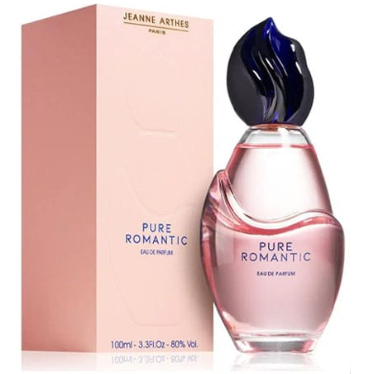 JEANNE ARTHES
PARIS
PURE
ROMANTIC
EAU DE PARFUM
100ml - 3.3Fl.Oz - 80% Vol.
PURE
ROMANTIC
EAU DE PARFUM